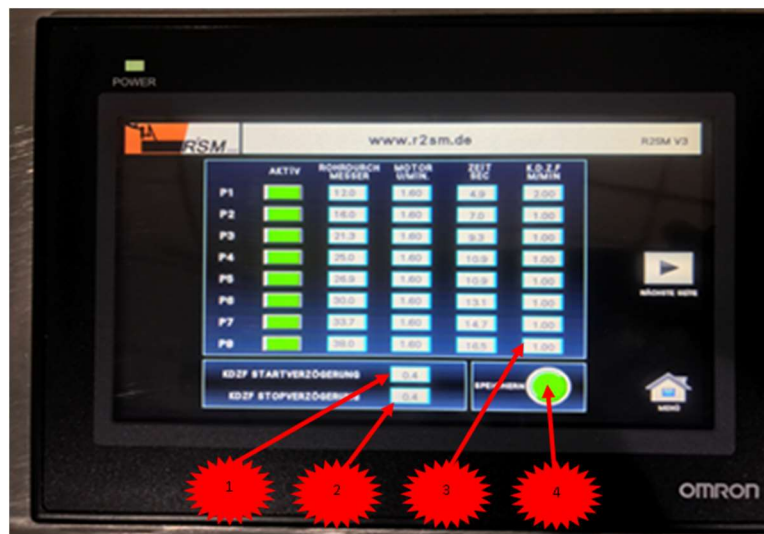 POWER
R2SM
www.r2sm.de
R2SM V3
AKTİV ROHRDURCH MESSER MOTOR U/MIN. ZEIT SEC K.D.Z.F M/MIN
P1 12.0 1.60 4.9 2.00
P2 16.0 1.60 7.0 1.00
P3 21.3 1.60 9.3 1.00
P4 25.0 1.60 10.9 1.00
P5 26.9 1.60 10.9 1.00
P6 30.0 1.60 13.1 1.00
P7 33.7 1.60 14.7 1.00
P8 38.0 1.60 16.5 1.00
NÄCHSTE SEITE
KDZF STARTVERZÖGERUNG 0.4
KDZF STOPVERZÖGERUNG 0.4
SPEICHERN
MENÜ
1 2 3 4
OMRON